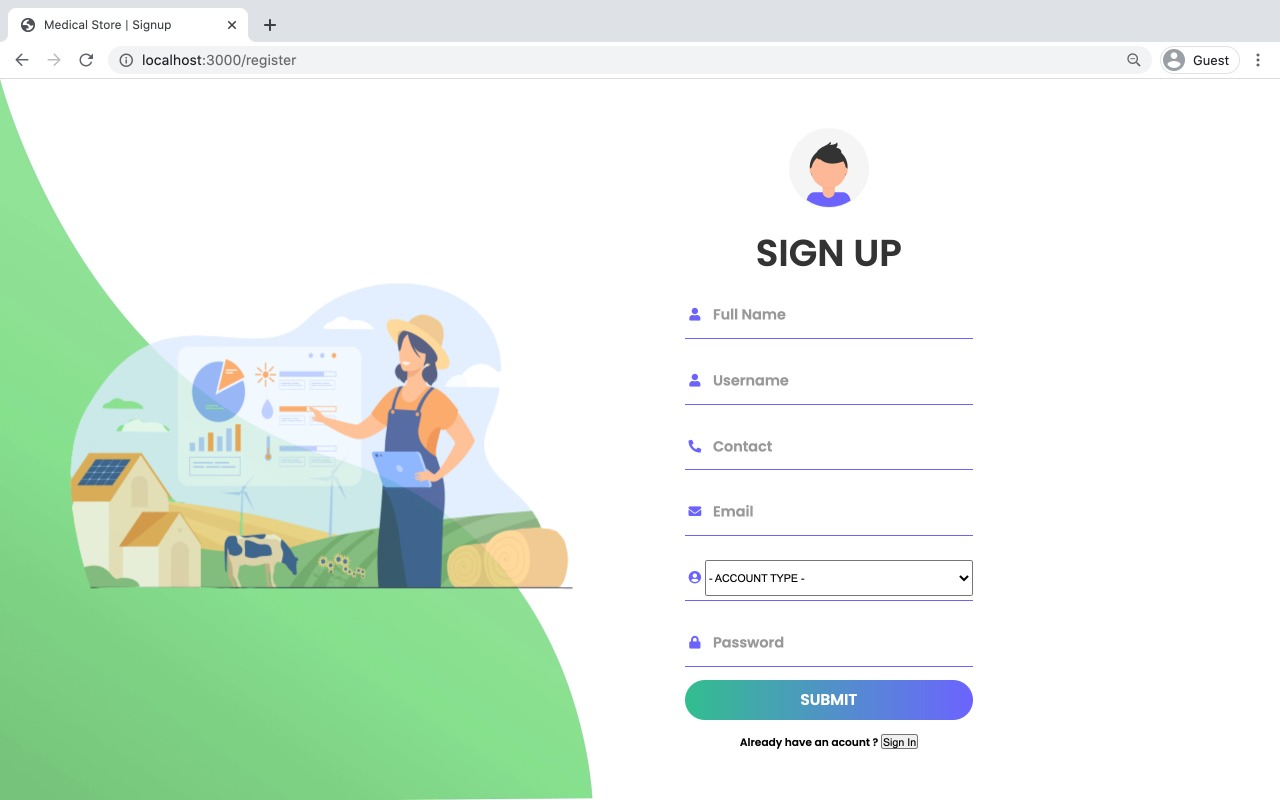 Medical Store | Signup
localhost:3000/register
Guest
SIGN UP
Full Name
Username
Contact
Email
- ACCOUNT TYPE -
Password
SUBMIT
Already have an acount ? Sign In